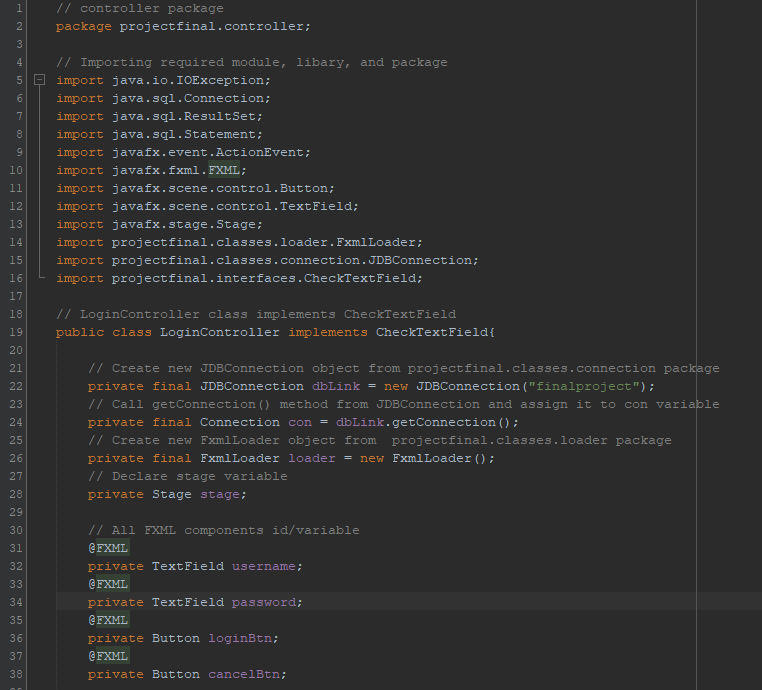 1 // controller package
2 package projectfinal.controller;
3
4 // Importing required module, libary, and package
5 import java.io.IOException;
6 import java.sql.Connection;
7 import java.sql.ResultSet;
8 import java.sql.Statement;
9 import javafx.event.ActionEvent;
10 import javafx.fxml.FXML;
11 import javafx.scene.control.Button;
12 import javafx.scene.control.TextField;
13 import javafx.stage.Stage;
14 import projectfinal.classes.loader.FxmlLoader;
15 import projectfinal.classes.connection.JDBConnection;
16 import projectfinal.interfaces.CheckTextField;
17
18 // LoginController class implements CheckTextField
19 public class LoginController implements CheckTextField{
20
21 // Create new JDBConnection object from projectfinal.classes.connection package
22 private final JDBConnection dbLink = new JDBConnection("finalproject");
23 // Call getConnection() method from JDBConnection and assign it to con variable
24 private final Connection con = dbLink.getConnection();
25 // Create new FxmlLoader object from  projectfinal.classes.loader package
26 private final FxmlLoader loader = new FxmlLoader();
27 // Declare stage variable
28 private Stage stage;
29
30 // All FXML components id/variable
31 @FXML
32 private TextField username;
33 @FXML
34 private TextField password;
35 @FXML
36 private Button loginBtn;
37 @FXML
38 private Button cancelBtn;